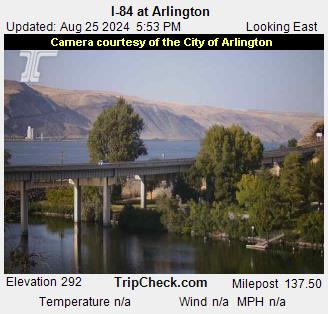 I-84 at Arlington
Updated: Aug 25 2024 5:53 PM Looking East
Camera courtesy of the City of Arlington
Elevation 292 TripCheck.com Milepost 137.50
Temperature n/a Wind n/a MPH n/a